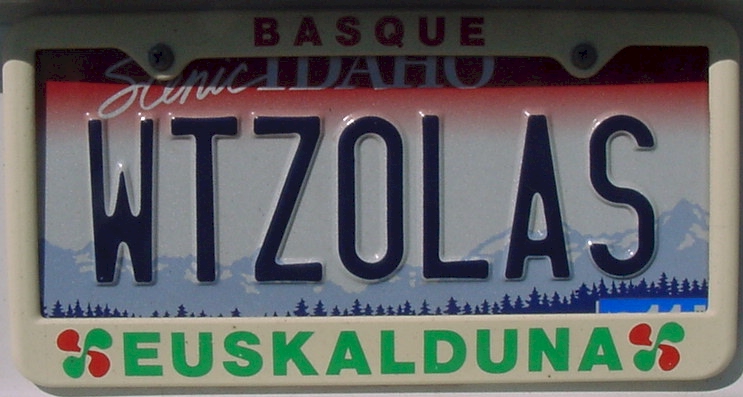 BASQUE
Scenic IDAHO
WTZOLAS
EUSKALDUNA